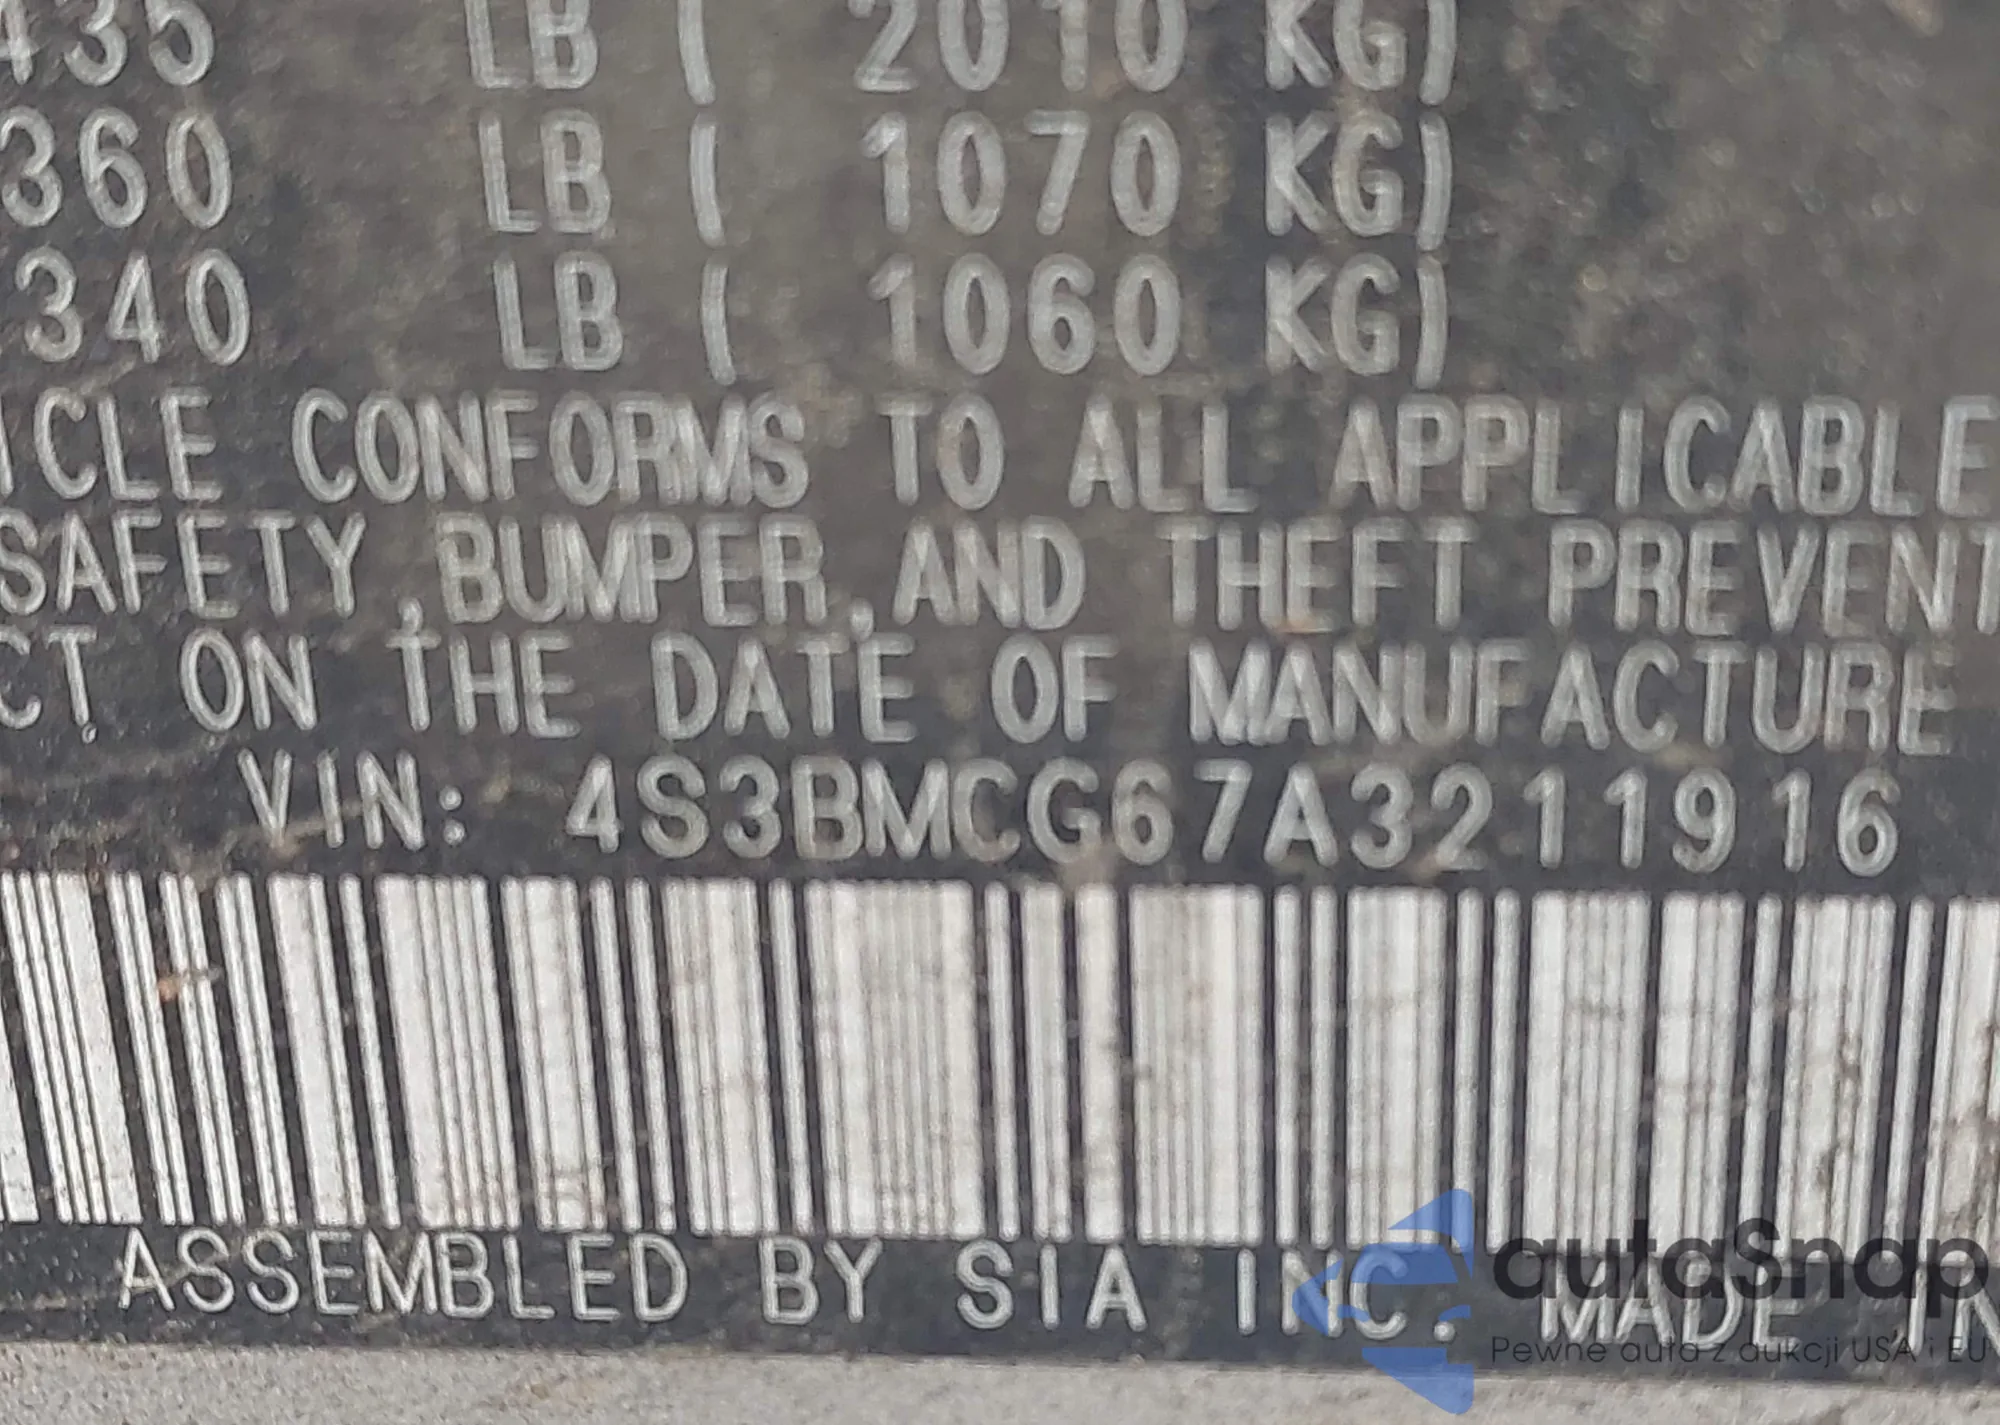 435 LB ( 2010 KG)
360 LB ( 1070 KG)
340 LB ( 1060 KG)
ICLE CONFORMS TO ALL APPLICABLE
SAFETY,BUMPER,AND THEFT PREVENT
CT. ON THE DATE OF MANUFACTURE
VIN: 4S3BMCG67A3211916
ASSEMBLED BY SIA INC. MADE IN
autaSnap
Pewne auta z aukcji USA i EU